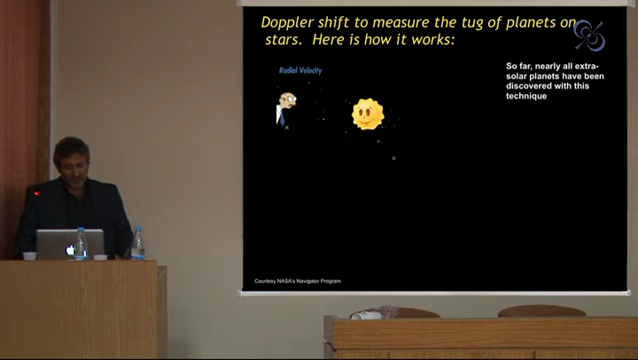 Doppler shift to measure the tug of planets on
stars. Here is how it works:
Radial Velocity
So far, nearly all extra-
solar planets have been
discovered with this
technique
Courtesy NASA's Navigator Program